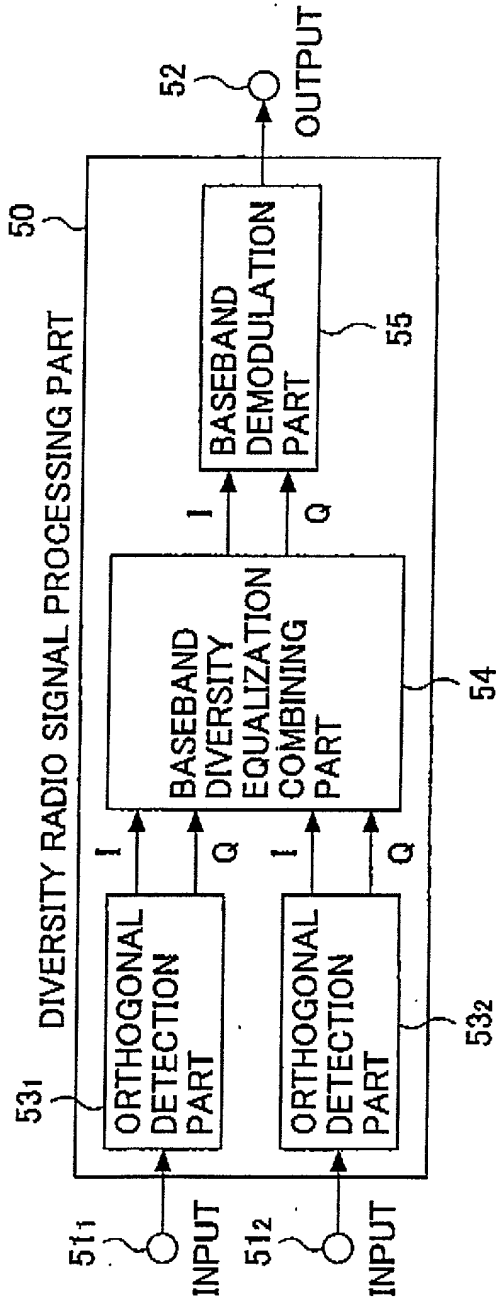 DIVERSITY RADIO SIGNAL PROCESSING PART
50
51₁
INPUT
53₁
ORTHOGONAL
DETECTION
PART
I
Q
51₂
INPUT
ORTHOGONAL
DETECTION
PART
53₂
I
Q
BASEBAND
DIVERSITY
EQUALIZATION
COMBINING
PART
54
I
Q
BASEBAND
DEMODULATION
PART
55
52
OUTPUT